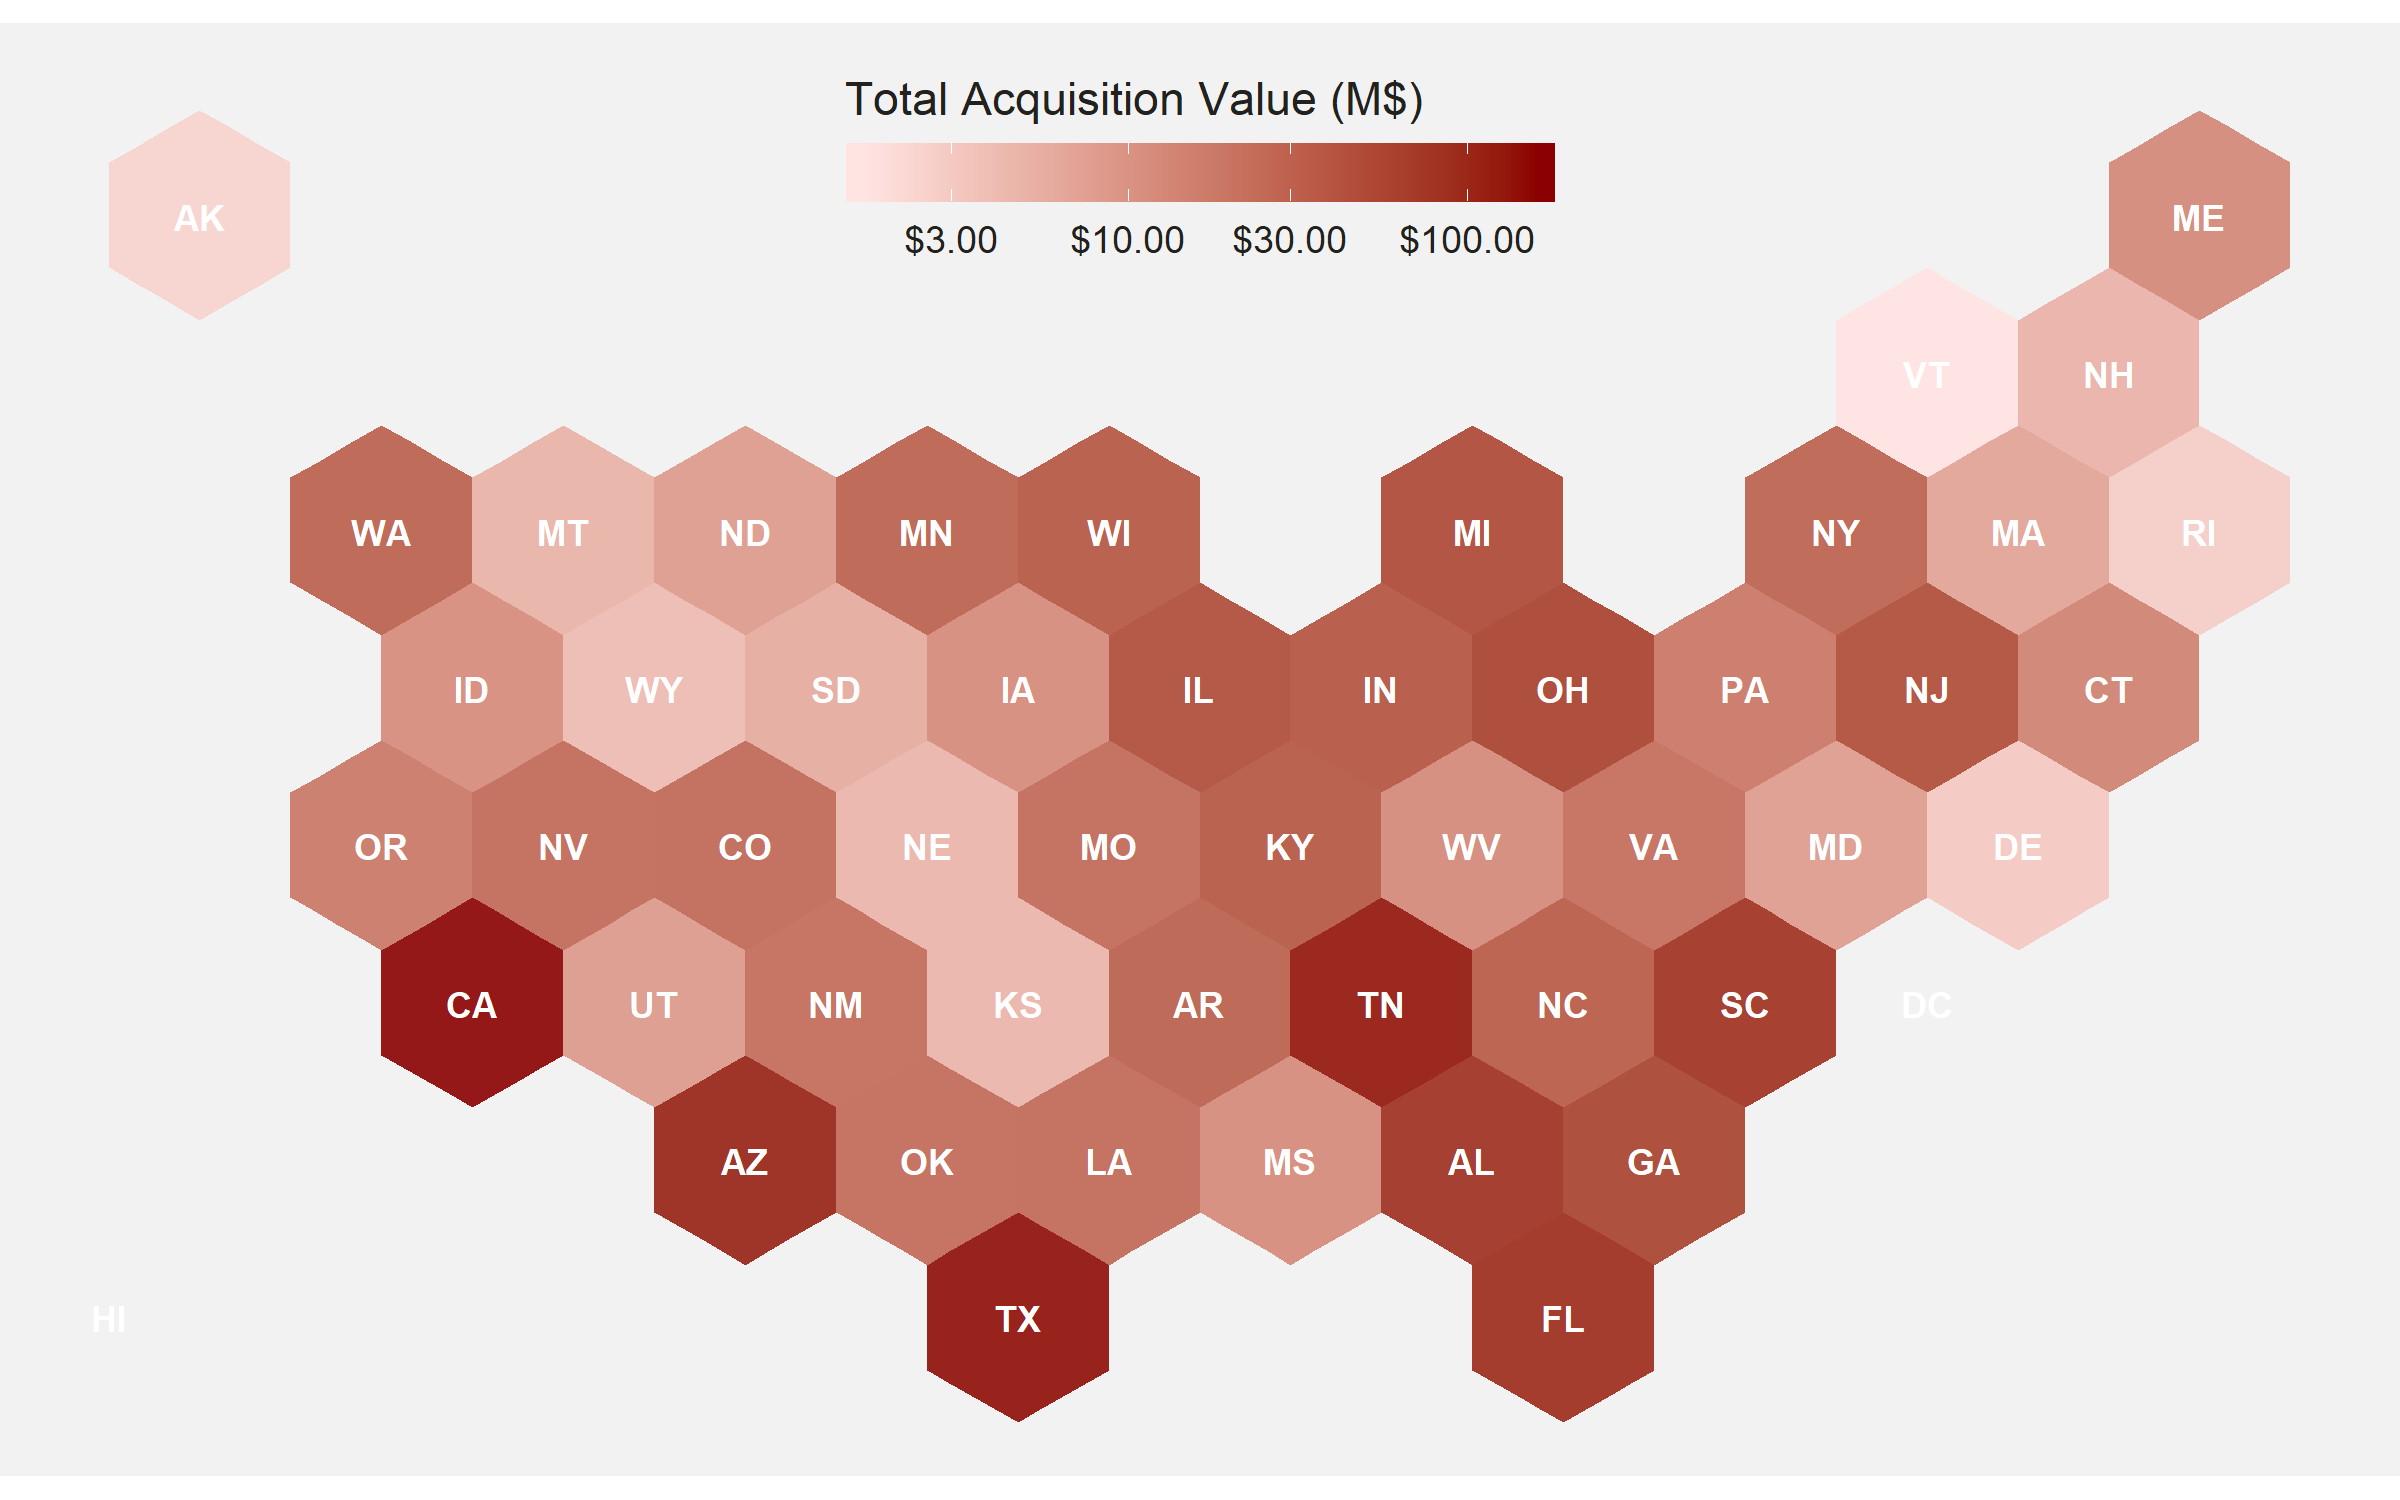 Total Acquisition Value (M$)
$3.00 $10.00 $30.00 $100.00
AK ME
VT NH
WA MT ND MN WI MI NY MA RI
ID WY SD IA IL IN OH PA NJ CT
OR NV CO NE MO KY WV VA MD DE
CA UT NM KS AR TN NC SC DC
AZ OK LA MS AL GA
HI TX FL